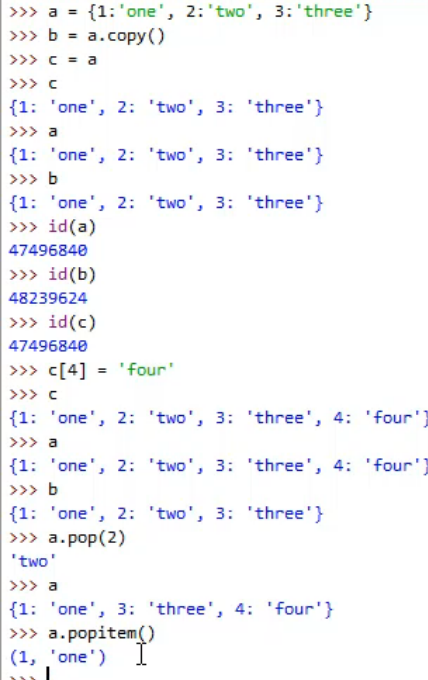 >>> a = {1:'one', 2:'two', 3:'three'}
>>> b = a.copy()
>>> c = a
>>> c
{1: 'one', 2: 'two', 3: 'three'}
>>> a
{1: 'one', 2: 'two', 3: 'three'}
>>> b
{1: 'one', 2: 'two', 3: 'three'}
>>> id(a)
47496840
>>> id(b)
48239624
>>> id(c)
47496840
>>> c[4] = 'four'
>>> c
{1: 'one', 2: 'two', 3: 'three', 4: 'four'}
>>> a
{1: 'one', 2: 'two', 3: 'three', 4: 'four'}
>>> b
{1: 'one', 2: 'two', 3: 'three'}
>>> a.pop(2)
'two'
>>> a
{1: 'one', 3: 'three', 4: 'four'}
>>> a.popitem()
(1, 'one')
>>>